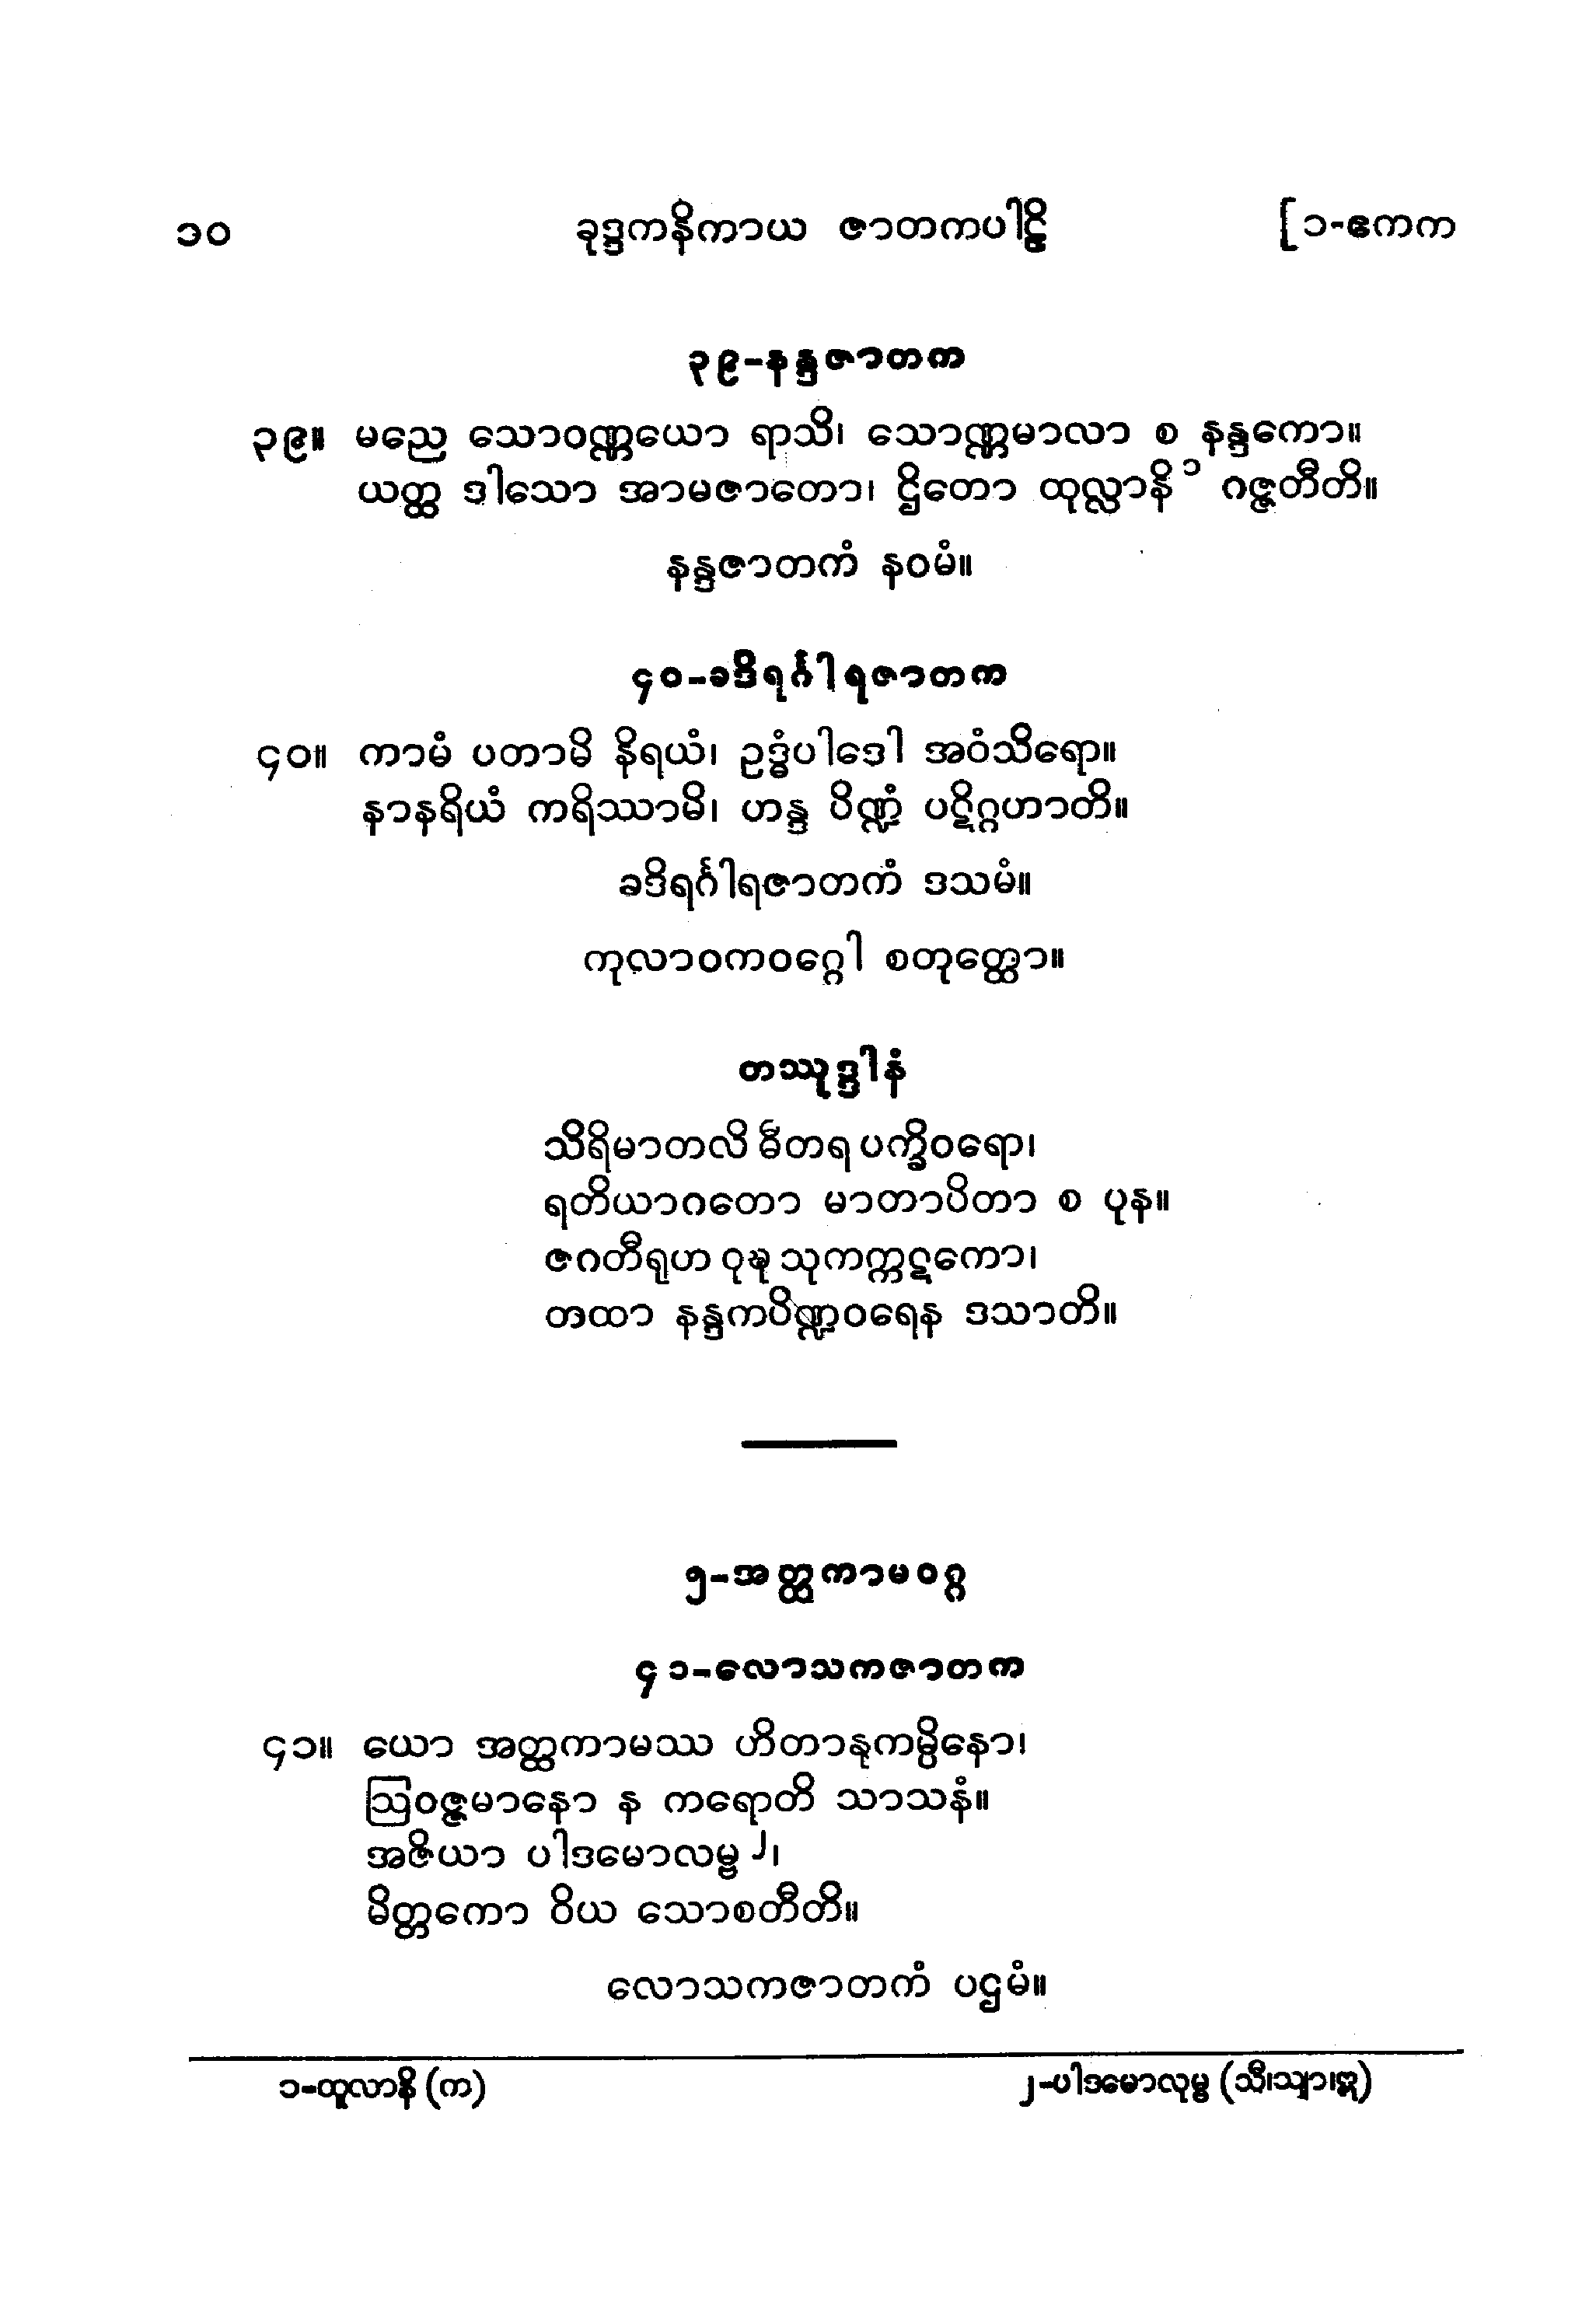 ၁၀ ခုဒ္ဒကနိကာယ ဇာတကပါဠိ [၁-ဧကက
၃၉-နန္ဒဇာတက
၃၉။ မညေ သောဝဏ္ဏယော ရာသိ၊ သောဏ္ဏမာလာ စ နန္ဒကော။
ယတ္ထ ဒါသော အာမဇာတော၊ ဌိတော ထုလ္လာနိ ၁ ဂဇ္ဇတီတိ။
နန္ဒဇာတကံ နဝမံ။
၄၀-ခဒိရင်္ဂါရဇာတက
၄၀။ ကာမံ ပတာမိ နိရယံ၊ ဥဒ္ဓံပါဒေါ အဝံသိရော။
နာနရိယံ ကရိဿာမိ၊ ဟန္ဒ ပိဏ္ဍံ ပဋိဂ္ဂဟာတိ။
ခဒိရင်္ဂါရဇာတကံ ဒသမံ။
ကုလာဝကဝဂ္ဂေါ စတုတ္ထော။
တဿုဒ္ဒါနံ
သိရိမာတလိ ဓီတရ ပက္ခိဝရော၊
ရတိယာဂတော မာတာပိတာ စ ပုန။
ဇဂတီရုဟ ဝုဍ္ဎ သုကက္ကဋကော၊
တထာ နန္ဒကပိဏ္ဍဝရေန ဒသာတိ။
၅-အတ္ထကာမဝဂ္ဂ
၄၁-လောသကဇာတက
၄၁။ ယော အတ္ထကာမဿ ဟိတာနုကမ္ပိနော၊
ဩဝဇ္ဇမာနော န ကရောတိ သာသနံ။
အဇိယာ ပါဒမောလမ္ဗ ၂၊
မိတ္တကော ဝိယ သောစတီတိ။
လောသကဇာတကံ ပဌမံ။
၁-ထူလာနိ (က) ၂-ပါဒမောလုမ္ဗ (သီ၊သျာ၊ဣ)